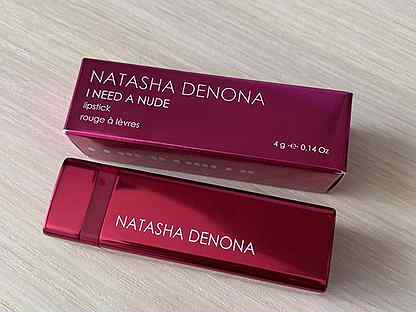 NATASHA DENONA
I NEED A NUDE
lipstick
rouge à lèvres
4 g ℮ 0,14 Oz
NATASHA DENONA